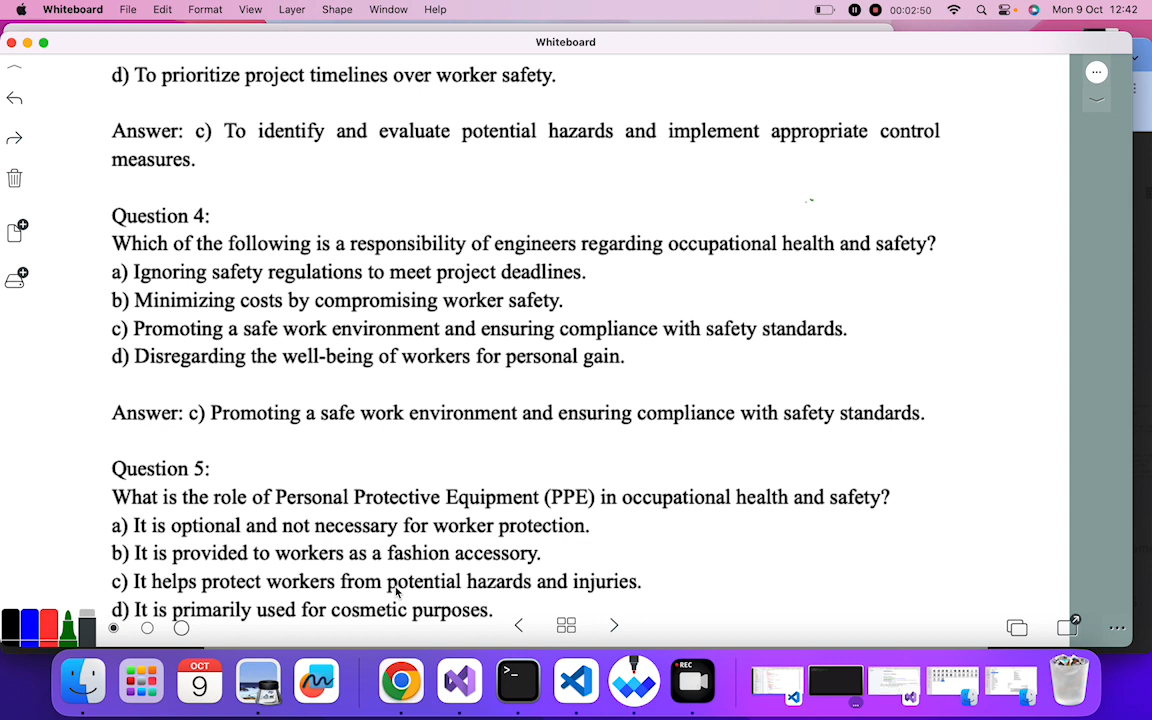 Whiteboard File Edit Format View Layer Shape Window Help 00:02:50 Mon 9 Oct 12:42
Whiteboard
d) To prioritize project timelines over worker safety.
Answer: c) To identify and evaluate potential hazards and implement appropriate control
measures.
Question 4:
Which of the following is a responsibility of engineers regarding occupational health and safety?
a) Ignoring safety regulations to meet project deadlines.
b) Minimizing costs by compromising worker safety.
c) Promoting a safe work environment and ensuring compliance with safety standards.
d) Disregarding the well-being of workers for personal gain.
Answer: c) Promoting a safe work environment and ensuring compliance with safety standards.
Question 5:
What is the role of Personal Protective Equipment (PPE) in occupational health and safety?
a) It is optional and not necessary for worker protection.
b) It is provided to workers as a fashion accessory.
c) It helps protect workers from potential hazards and injuries.
d) It is primarily used for cosmetic purposes.
OCT
9
REC